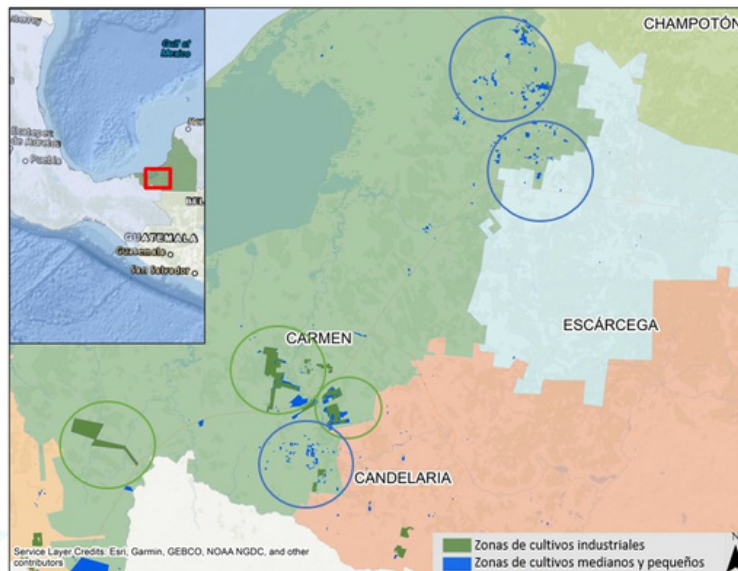 Gulf of
Mexico
Puebla
GUATEMALA
Guatemala
San Salvador
CHAMPOTÓN
ESCÁRCEGA
CARMEN
CANDELARIA
Service Layer Credits: Esri, Garmin, GEBCO, NOAA NGDC, and other
contributors
Zonas de cultivos industriales
Zonas de cultivos medianos y pequeños
N